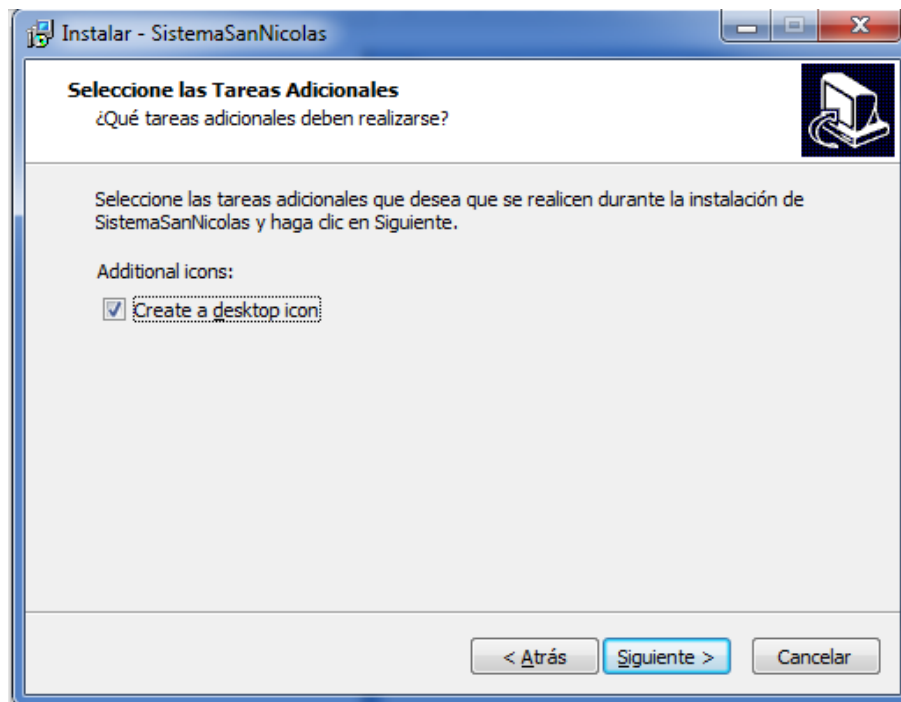 Instalar - SistemaSanNicolas
Seleccione las Tareas Adicionales
¿Qué tareas adicionales deben realizarse?
Seleccione las tareas adicionales que desea que se realicen durante la instalación de
SistemaSanNicolas y haga clic en Siguiente.
Additional icons:
Create a desktop icon
< Atrás
Siguiente >
Cancelar